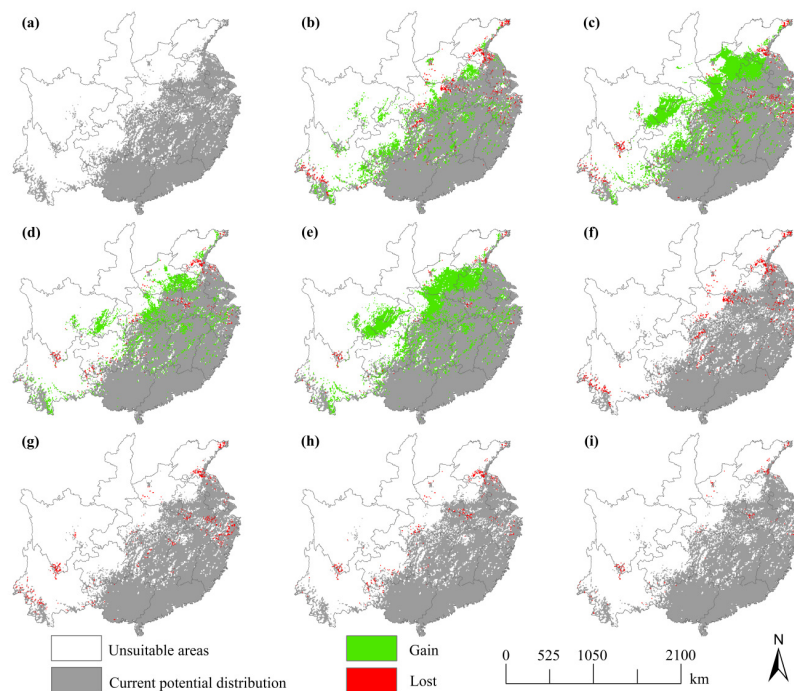 (a) (b) (c)
(d) (e) (f)
(g) (h) (i)
N
Unsuitable areas Gain 0 525 1050 2100
Current potential distribution Lost km